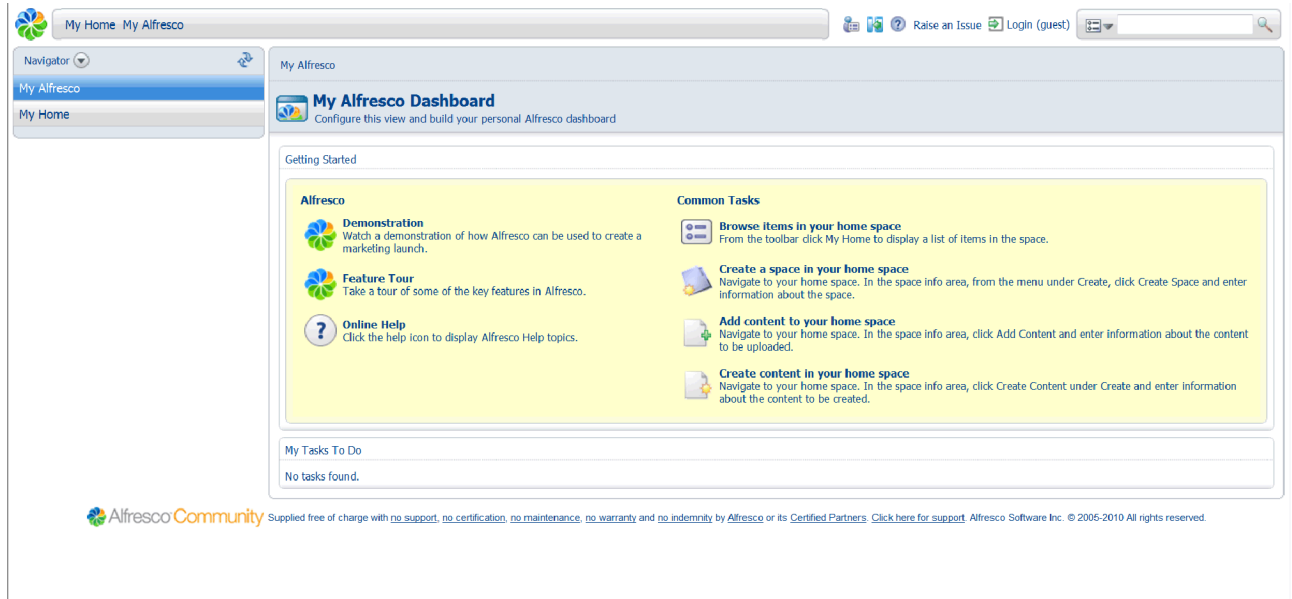 My Home My Alfresco
Raise an Issue Login (guest)
Navigator
My Alfresco
My Home
My Alfresco
My Alfresco Dashboard
Configure this view and build your personal Alfresco dashboard
Getting Started
Alfresco
Demonstration
Watch a demonstration of how Alfresco can be used to create a
marketing launch.
Feature Tour
Take a tour of some of the key features in Alfresco.
?
Online Help
Click the help icon to display Alfresco Help topics.
Common Tasks
Browse items in your home space
From the toolbar click My Home to display a list of items in the space.
Create a space in your home space
Navigate to your home space. In the space info area, from the menu under Create, click Create Space and enter
information about the space.
Add content to your home space
Navigate to your home space. In the space info area, click Add Content and enter information about the content
to be uploaded.
Create content in your home space
Navigate to your home space. In the space info area, click Create Content under Create and enter information
about the content to be created.
My Tasks To Do
No tasks found.
Alfresco Community Supplied free of charge with no support, no certification, no maintenance, no warranty and no indemnity by Alfresco or its Certified Partners. Click here for support. Alfresco Software Inc. © 2005-2010 All rights reserved.